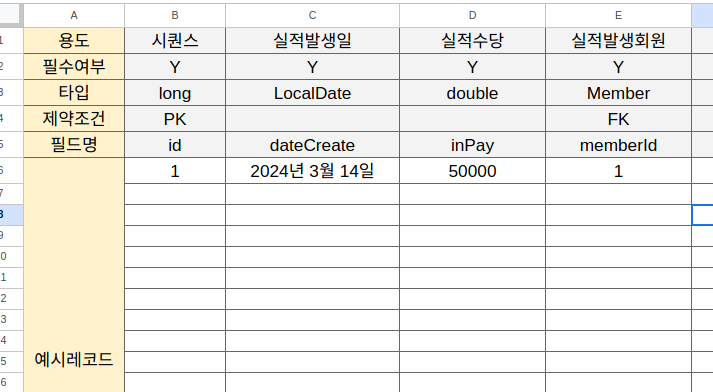 A B C D E
1 용도 시퀀스 실적발생일 실적수당 실적발생회원
2 필수여부 Y Y Y Y
3 타입 long LocalDate double Member
4 제약조건 PK FK
5 필드명 id dateCreate inPay memberId
6 1 2024년 3월 14일 50000 1
7
8
9
0
1
2
3
4
5 예시레코드
6